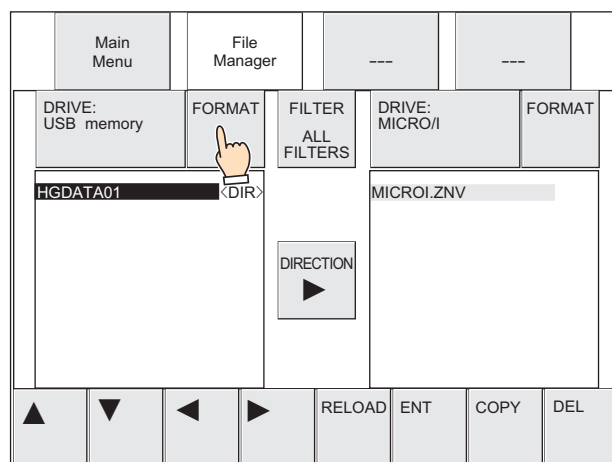 Main
Menu
File
Manager
---
---
DRIVE:
USB memory
FORMAT
FILTER
ALL
FILTERS
DRIVE:
MICRO/I
FORMAT
HGDATA01 <DIR>
MICROI.ZNV
DIRECTION
RELOAD
ENT
COPY
DEL